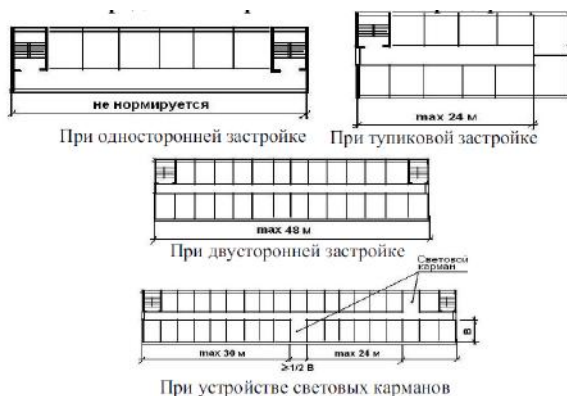 не нормируется
max 24 м
При односторонней застройке
При тупиковой застройке
max 48 м
При двусторонней застройке
Световой
карман
В
max 30 м
max 24 м
≥1/2 В
При устройстве световых карманов